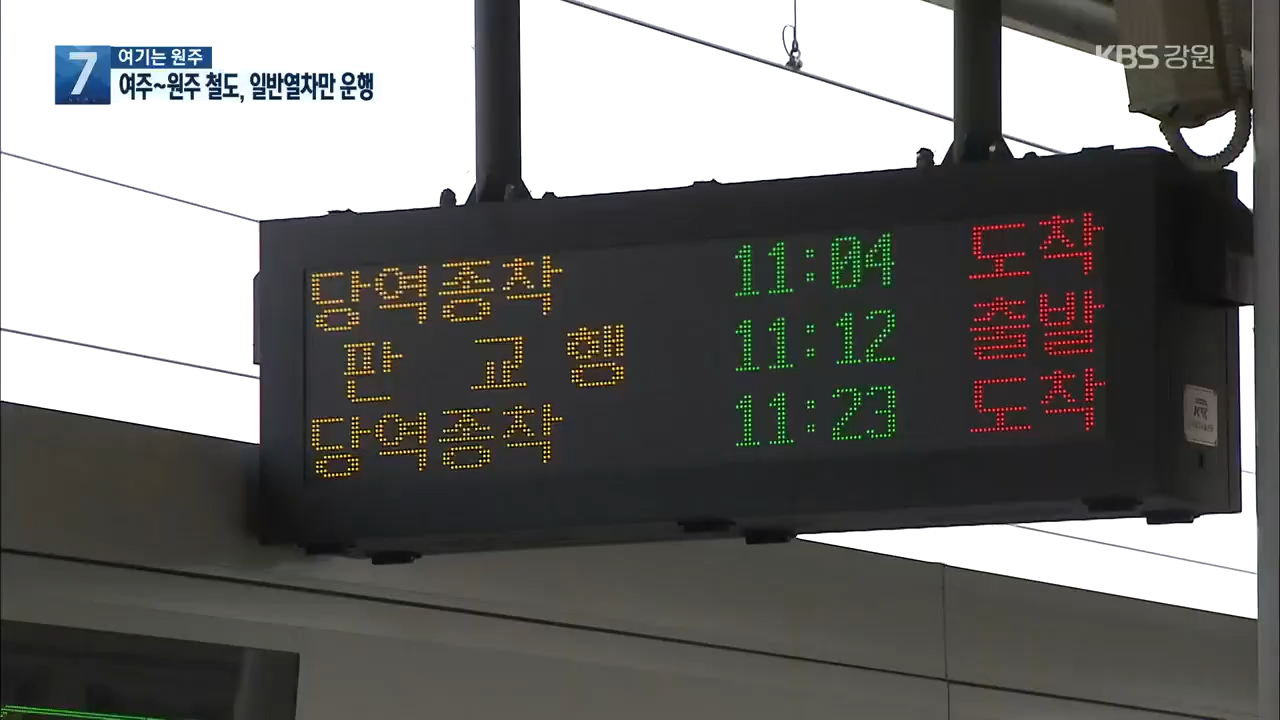 7
여기는 원주
여주~원주 철도, 일반열차만 운행
KBS강원
당역종착 11:04 도착
판 교 행 11:12 출발
당역종착 11:23 도착